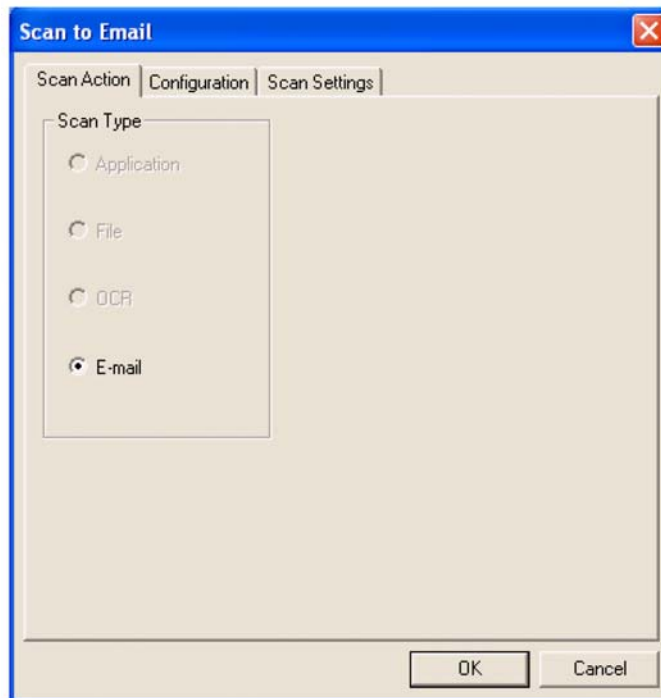 Scan to Email
Scan Action Configuration Scan Settings
Scan Type
Application
File
OCR
E-mail
OK Cancel